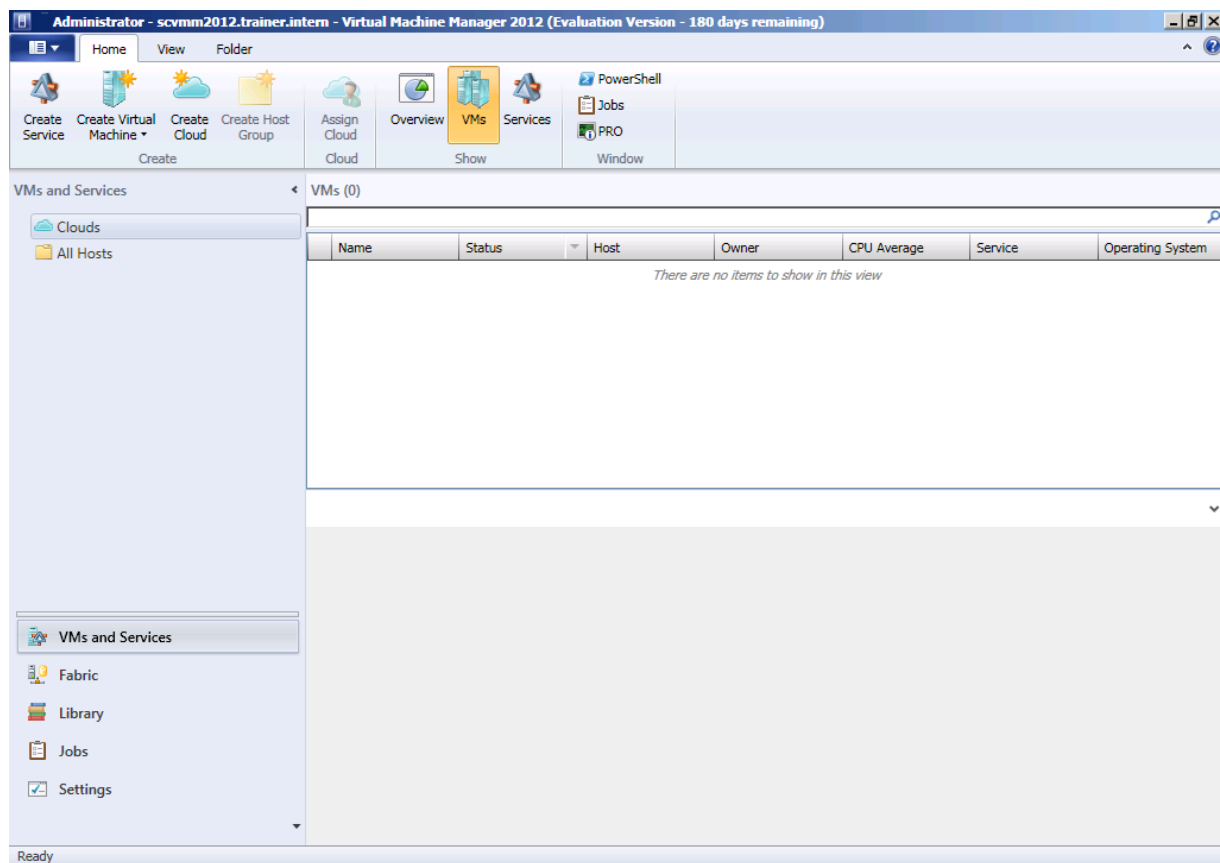 Administrator - scvmm2012.trainer.intern - Virtual Machine Manager 2012 (Evaluation Version - 180 days remaining)
Home View Folder
Create Service
Create Virtual Machine
Create Cloud
Create Host Group
Create
Assign Cloud
Cloud
Overview
VMs
Services
Show
PowerShell
Jobs
PRO
Window
VMs and Services
Clouds
All Hosts
VMs (0)
Name Status Host Owner CPU Average Service Operating System
There are no items to show in this view
VMs and Services
Fabric
Library
Jobs
Settings
Ready